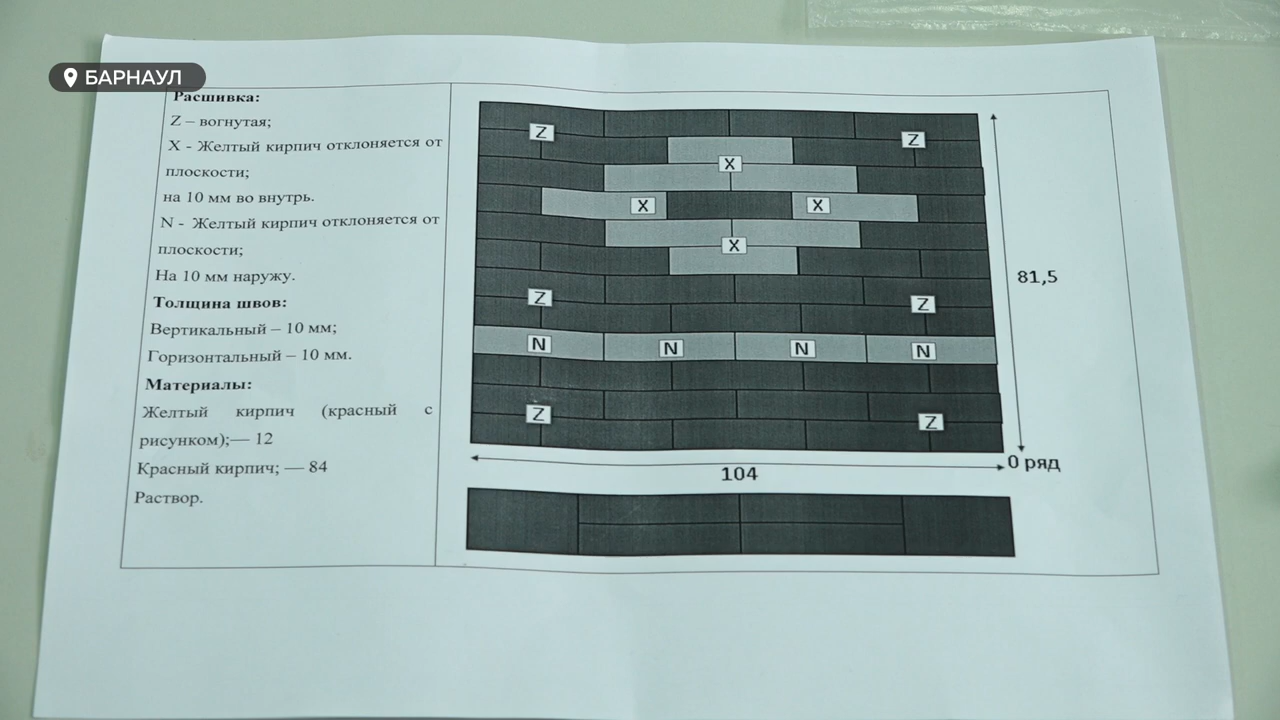 БАРНАУЛ
Расшивка:
Z – вогнутая;
X - Желтый кирпич отклоняется от
плоскости;
на 10 мм во внутрь.
N - Желтый кирпич отклоняется от
плоскости;
На 10 мм наружу.
Толщина швов:
Вертикальный – 10 мм;
Горизонтальный – 10 мм.
Материалы:
Желтый кирпич (красный с
рисунком);— 12
Красный кирпич; — 84
Раствор.
Z Z
X
X X
X
Z Z
N N N N
Z Z
81,5
0 ряд
104